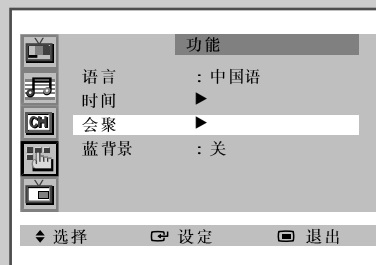 功能
语言 : 中国语
时间 ▶
CH 会聚 ▶
蓝背景 : 关
选择 设定 退出